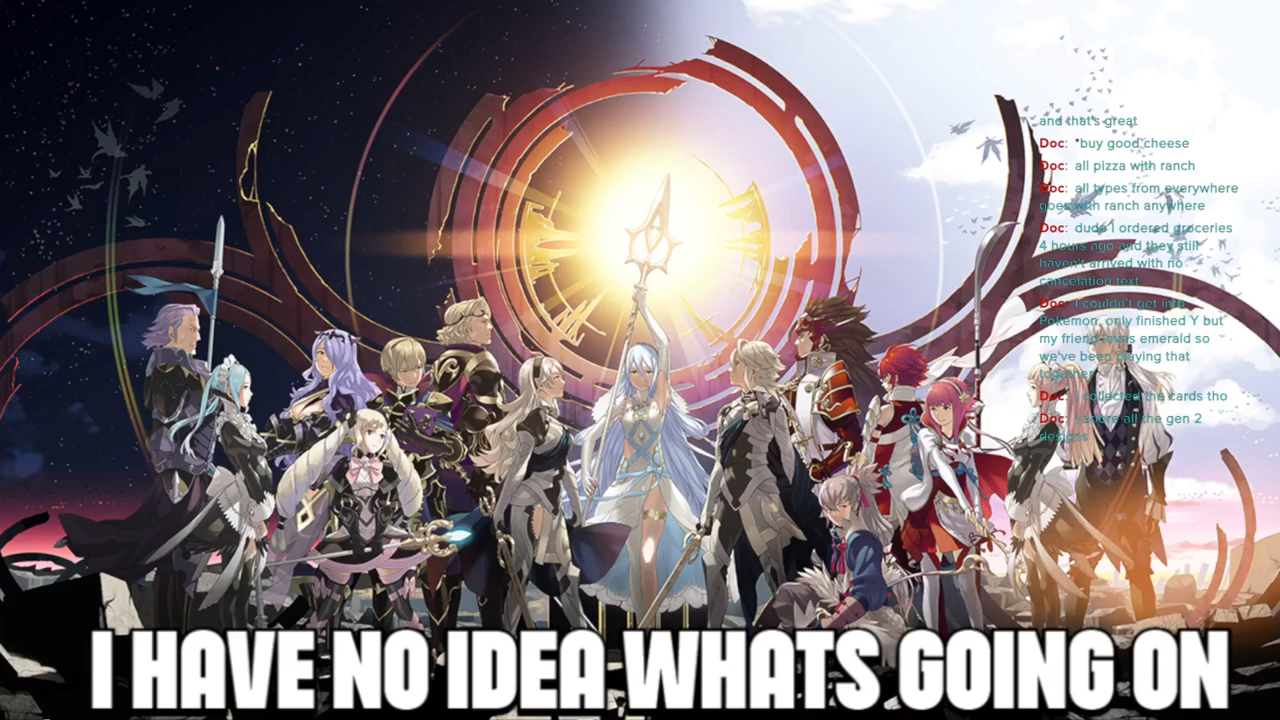 and that's great
Doc: *buy good cheese
Doc: all pizza with ranch
Doc: all types from everywhere
goes with ranch anywhere
Doc: dude I ordered groceries
4 hours ago and they still
haven't arrived with no
cancelation text
Doc: I couldn't get into
Pokemon, only finished Y but
my friend loves emerald so
we've been playing that
together
Doc: I collected the cards tho
Doc: I adore all the gen 2
designs
I HAVE NO IDEA WHATS GOING ON